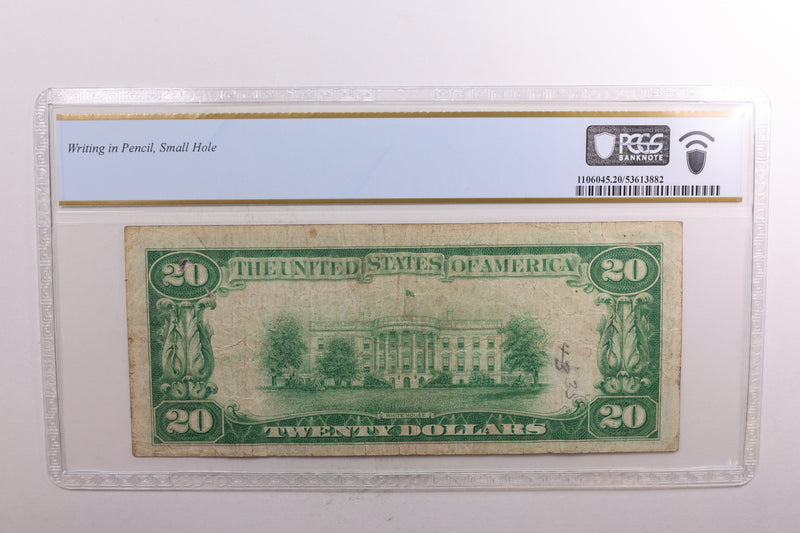 Writing in Pencil, Small Hole
PCGS
BANKNOTE
1106045.20/53613882
20 THE UNITED STATES OF AMERICA 20
WHITE HOUSE
20 TWENTY DOLLARS 20